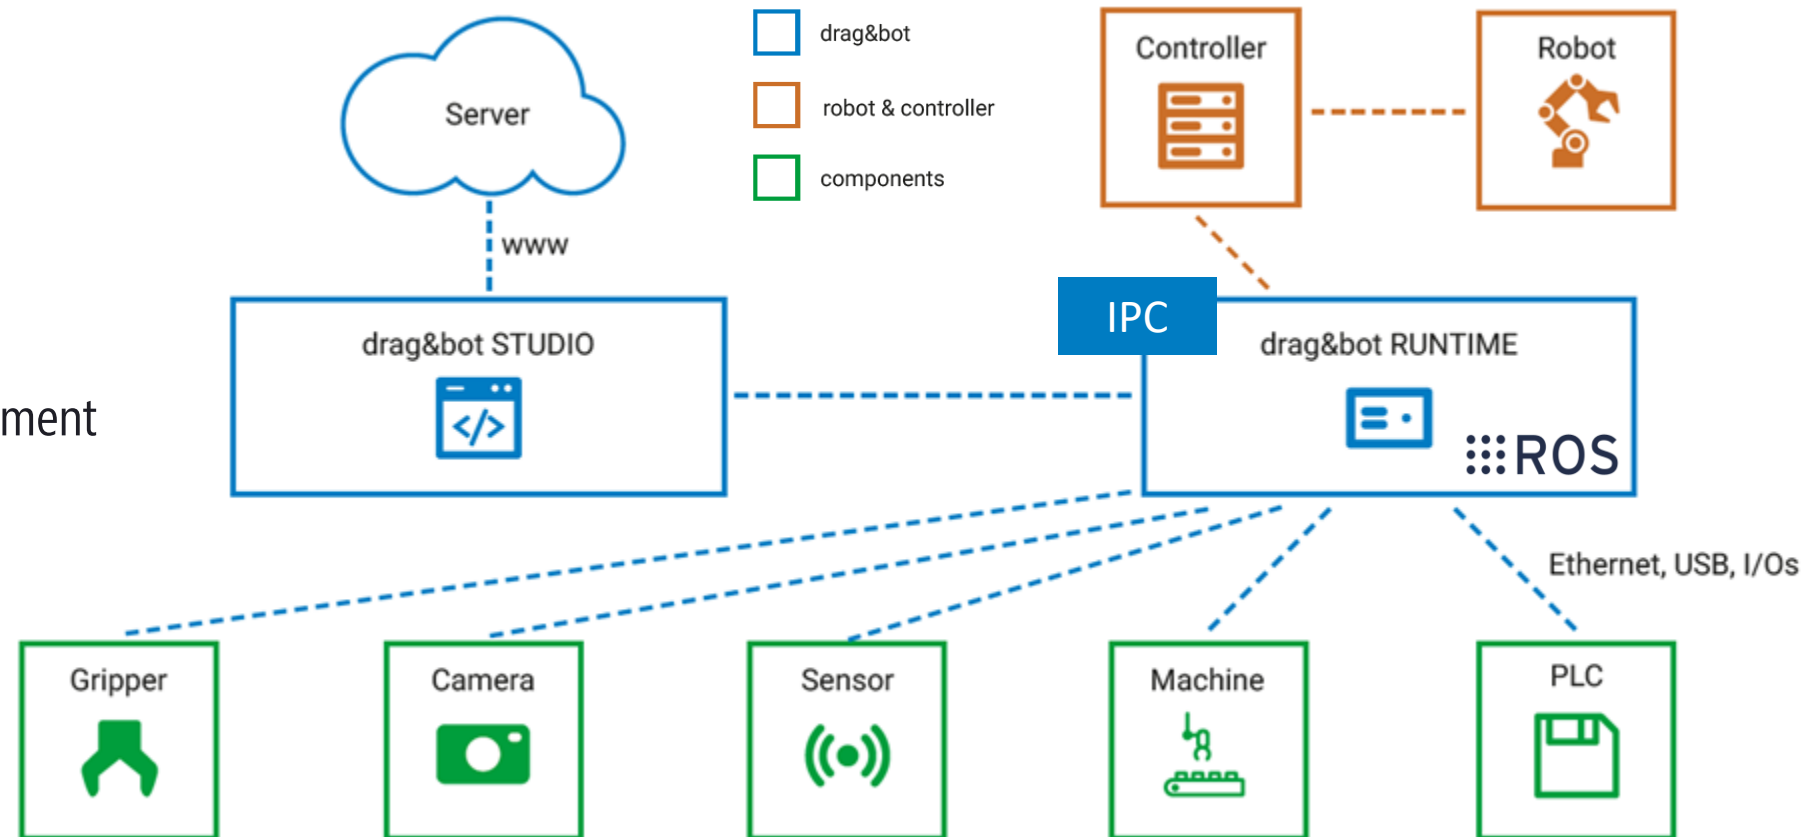 Server
drag&bot
robot & controller
components
Controller
Robot
www
IPC
drag&bot STUDIO
drag&bot RUNTIME
</>
ROS
ment
Ethernet, USB, I/Os
Gripper
Camera
Sensor
Machine
PLC